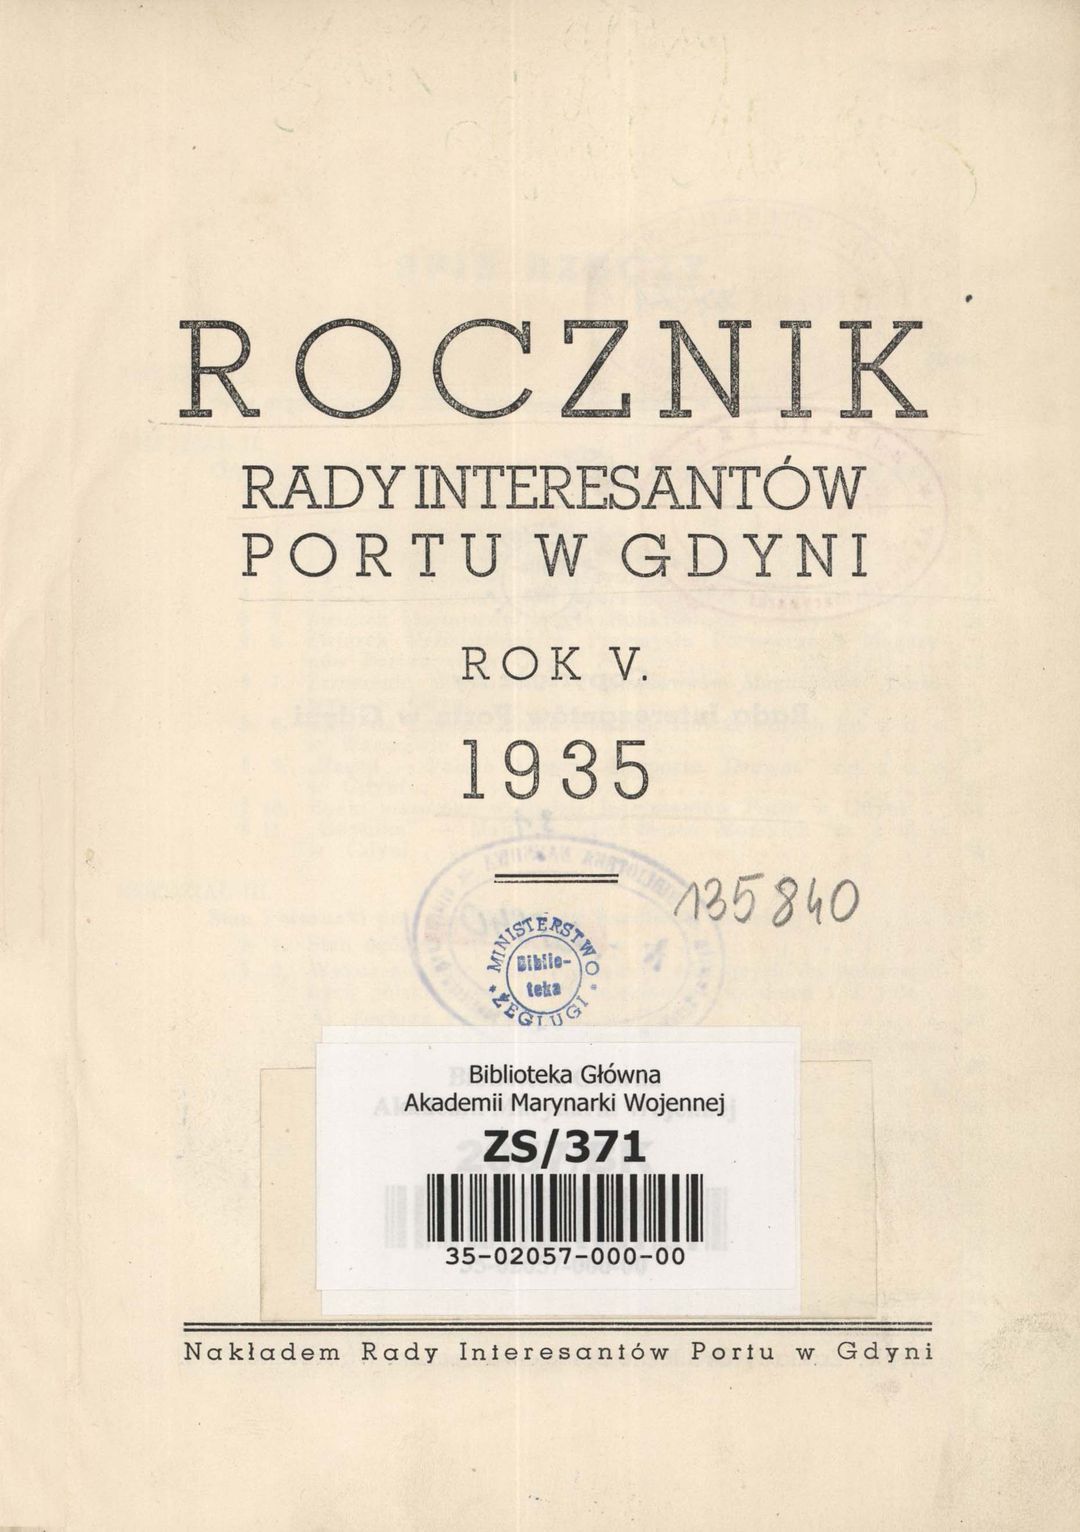 ROCZNIK
RADY INTERESANTÓW
PORTU W GDYNI
ROK V.
1935
135840
MINISTERSTWO
Biblio-
teka
ŻEGLUGI
Biblioteka Główna
Akademii Marynarki Wojennej
ZS/371
35-02057-000-00
Nakładem Rady Interesantów Portu w Gdyni